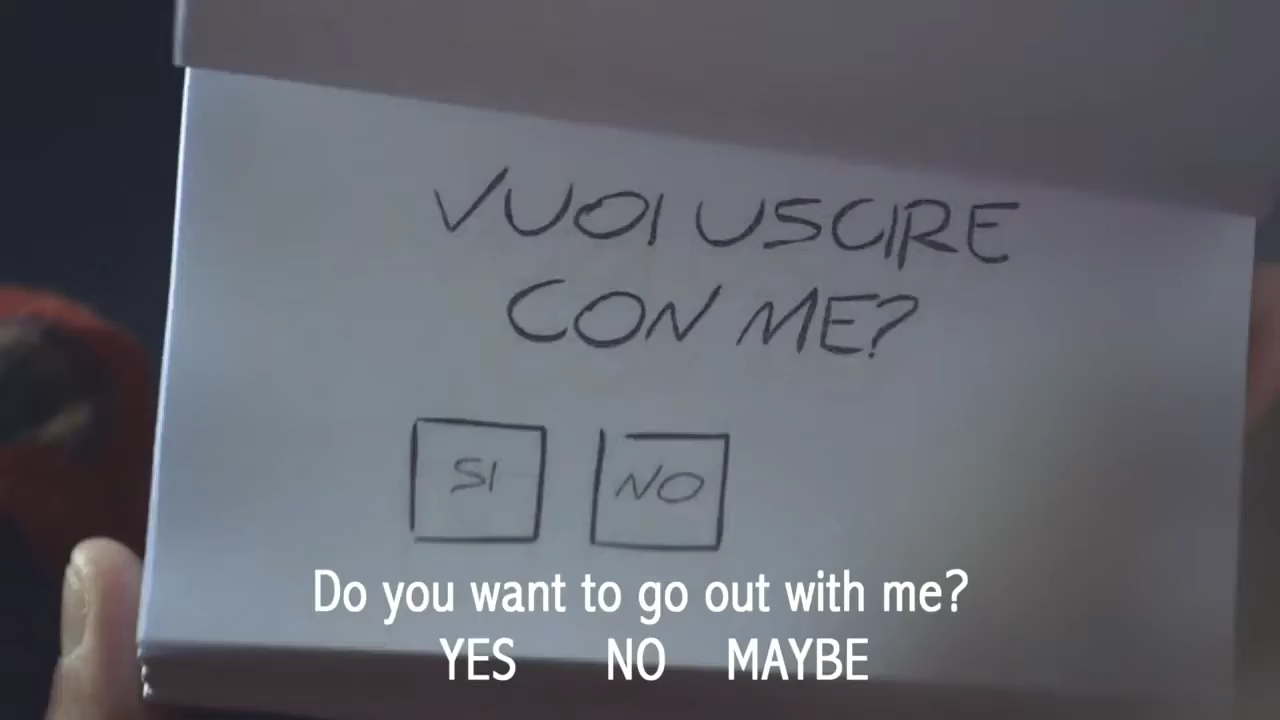 VUOI USCIRE
CON ME?
SI NO
Do you want to go out with me?
YES NO MAYBE